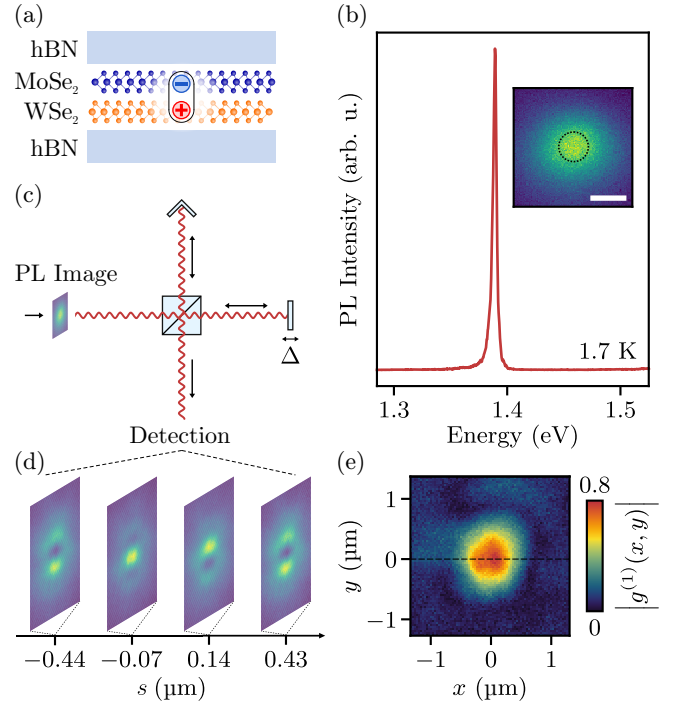 (a)
hBN
MoSe₂
WSe₂
hBN
(b)
PL Intensity (arb. u.)
1.7 K
1.3
1.4
1.5
Energy (eV)
(c)
PL Image
Δ
Detection
(d)
−0.44
−0.07
0.14
0.43
s (µm)
(e)
1
0
−1
y (µm)
−1
0
1
x (µm)
0.8
0
|g⁽¹⁾(x, y)|